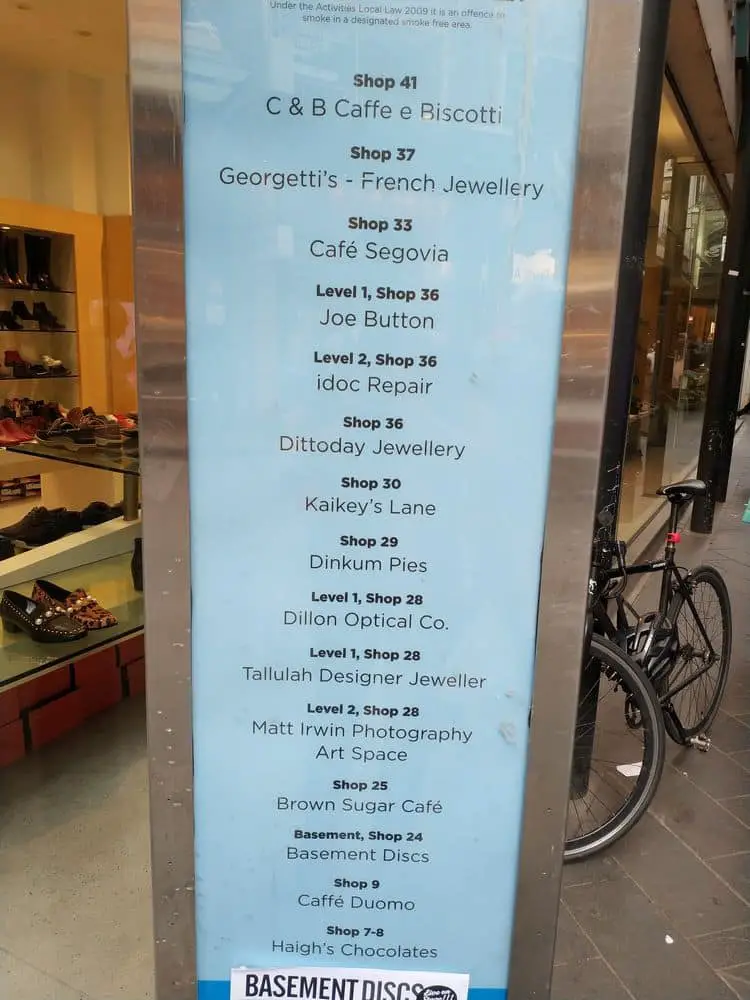 Under the Activities Local Law 2009 it is an offence to
smoke in a designated smoke free area.
Shop 41
C & B Caffe e Biscotti
Shop 37
Georgetti's - French Jewellery
Shop 33
Café Segovia
Level 1, Shop 36
Joe Button
Level 2, Shop 36
idoc Repair
Shop 36
Dittoday Jewellery
Shop 30
Kaikey's Lane
Shop 29
Dinkum Pies
Level 1, Shop 28
Dillon Optical Co.
Level 1, Shop 28
Tallulah Designer Jeweller
Level 2, Shop 28
Matt Irwin Photography
Art Space
Shop 25
Brown Sugar Café
Basement, Shop 24
Basement Discs
Shop 9
Caffé Duomo
Shop 7-8
Haigh's Chocolates
BASEMENT DISCS